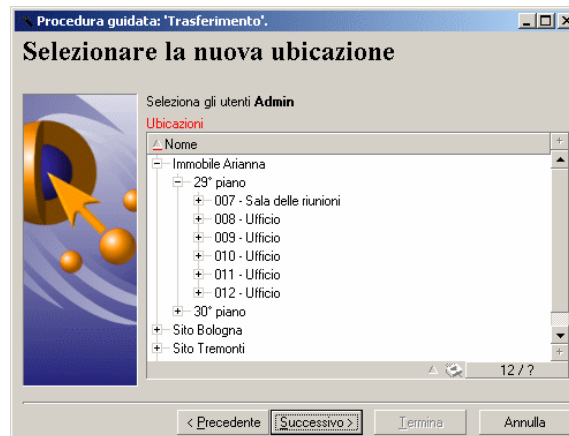 Procedura guidata: 'Trasferimento'.
Selezionare la nuova ubicazione
Seleziona gli utenti Admin
Ubicazioni
Nome
Immobile Arianna
29° piano
007 - Sala delle riunioni
008 - Ufficio
009 - Ufficio
010 - Ufficio
011 - Ufficio
012 - Ufficio
30° piano
Sito Bologna
Sito Tremonti
12 / ?
< Precedente Successivo > Termina Annulla